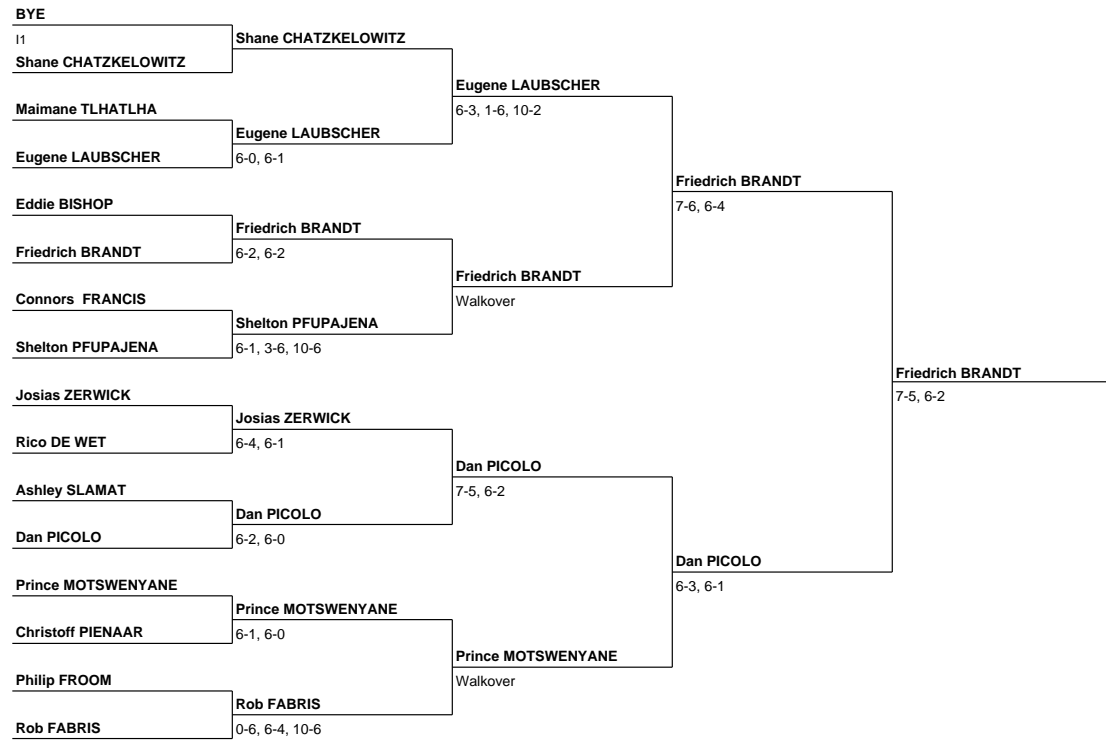 BYE
I1
Shane CHATZKELOWITZ
Maimane TLHATLHA
Eugene LAUBSCHER
Eddie BISHOP
Friedrich BRANDT
Connors  FRANCIS
Shelton PFUPAJENA
Josias ZERWICK
Rico DE WET
Ashley SLAMAT
Dan PICOLO
Prince MOTSWENYANE
Christoff PIENAAR
Philip FROOM
Rob FABRIS
Shane CHATZKELOWITZ
Eugene LAUBSCHER
6-0, 6-1
Friedrich BRANDT
6-2, 6-2
Shelton PFUPAJENA
6-1, 3-6, 10-6
Josias ZERWICK
6-4, 6-1
Dan PICOLO
6-2, 6-0
Prince MOTSWENYANE
6-1, 6-0
Rob FABRIS
0-6, 6-4, 10-6
Eugene LAUBSCHER
6-3, 1-6, 10-2
Friedrich BRANDT
Walkover
Dan PICOLO
7-5, 6-2
Prince MOTSWENYANE
Walkover
Friedrich BRANDT
7-6, 6-4
Dan PICOLO
6-3, 6-1
Friedrich BRANDT
7-5, 6-2